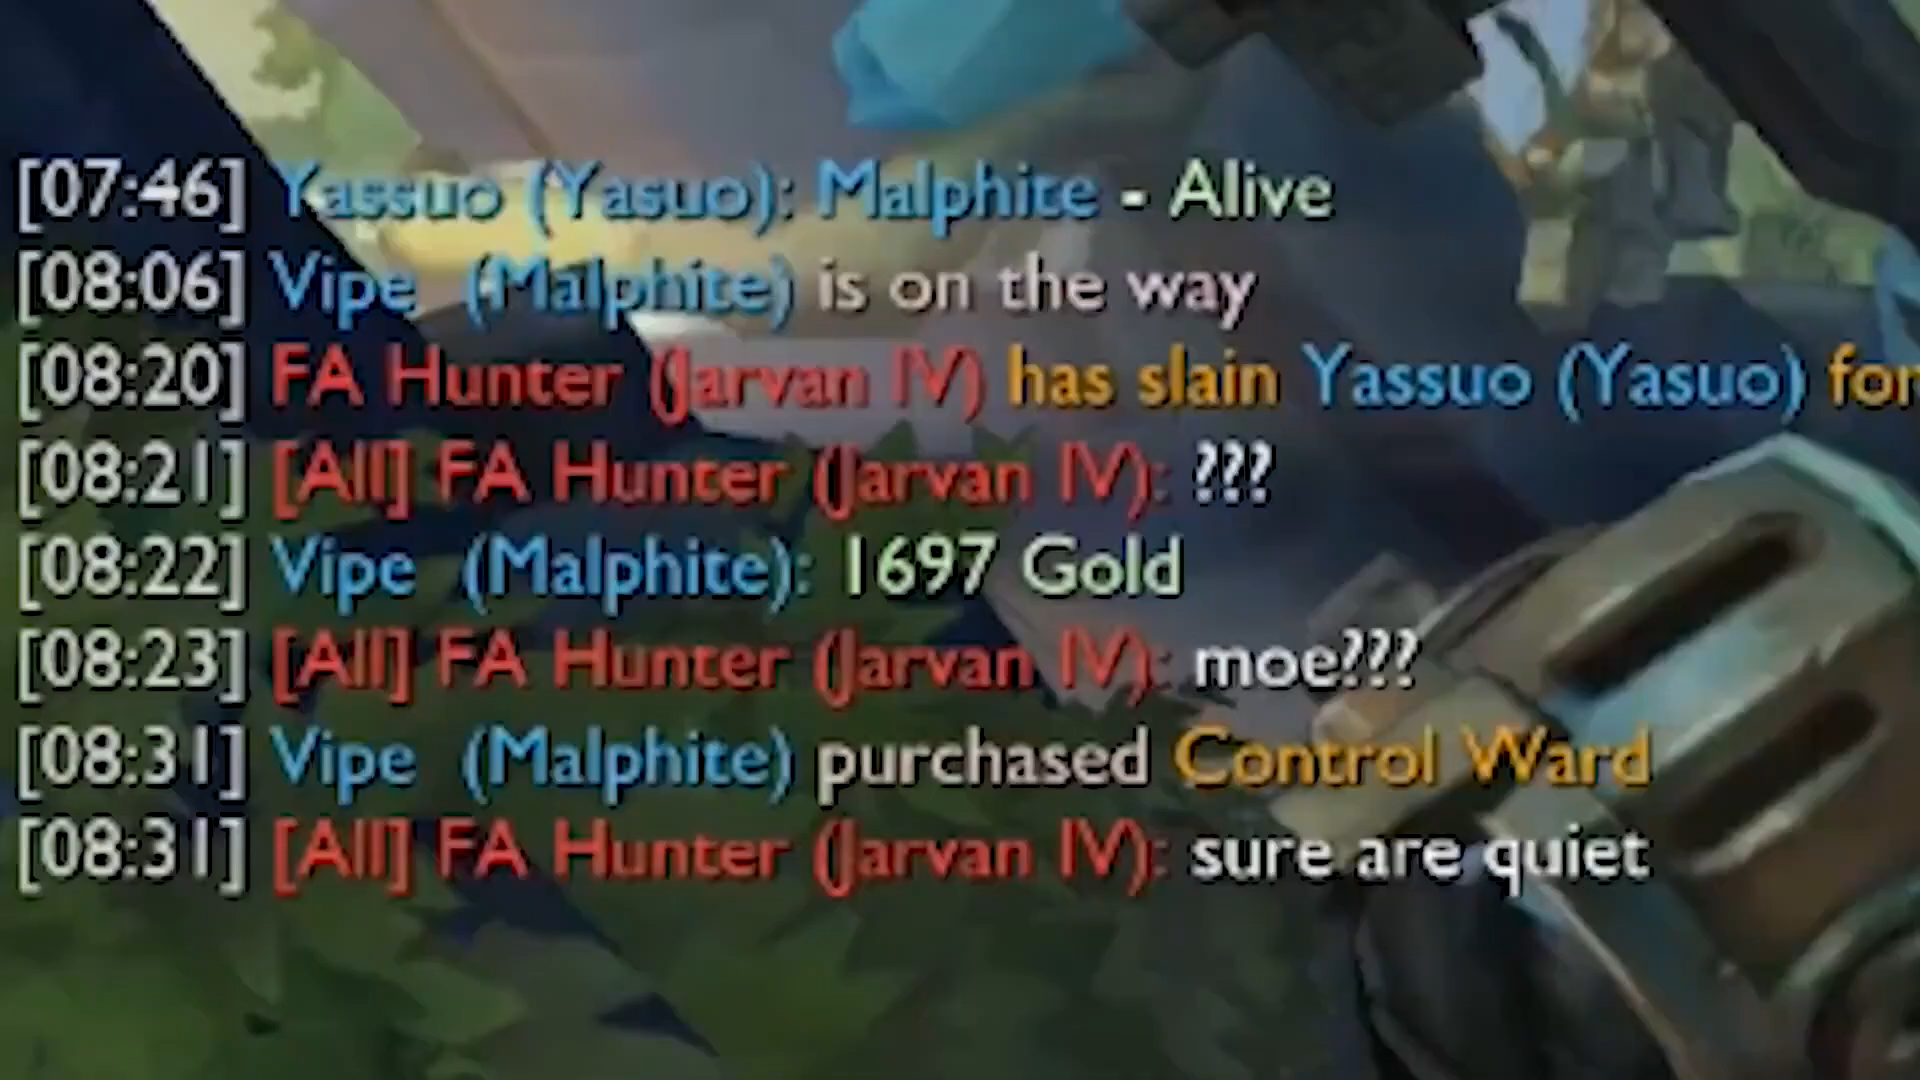 [07:46] Yassuo (Yasuo): Malphite - Alive
[08:06] Vipe (Malphite) is on the way
[08:20] FA Hunter (Jarvan IV) has slain Yassuo (Yasuo) for
[08:21] [All] FA Hunter (Jarvan IV): ???
[08:22] Vipe (Malphite): 1697 Gold
[08:23] [All] FA Hunter (Jarvan IV): moe???
[08:31] Vipe (Malphite) purchased Control Ward
[08:31] [All] FA Hunter (Jarvan IV): sure are quiet